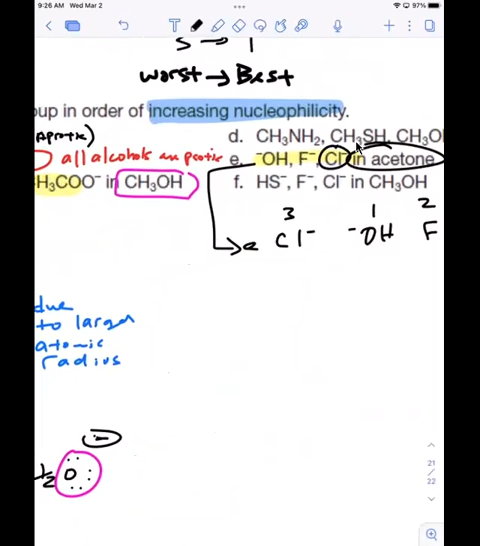 9:26 AM Wed Mar 2
97%
5 → 1
worst → Best
oup in order of increasing nucleophilicity.
Aprotic)
d. CH₃NH₂, CH₃SH, CH₃O
all alcohols are protic
e. ⁻OH, F⁻, Cl⁻ in acetone
H₃COO⁻ in CH₃OH
f. HS⁻, F⁻, Cl⁻ in CH₃OH
3 1 2
e Cl⁻ ⁻OH F
due
to larger
atomic
radius
21
/
22